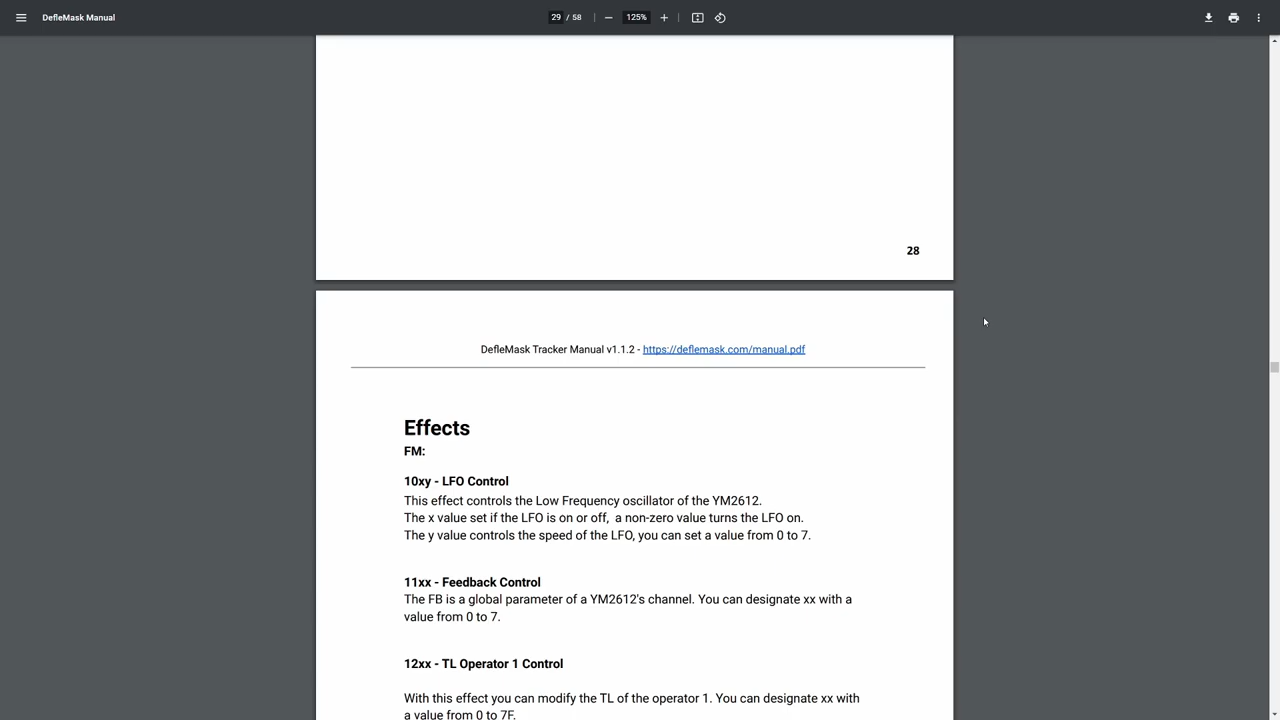 DefleMask Manual
29 / 58
125%
28
DefleMask Tracker Manual v1.1.2 - https://deflemask.com/manual.pdf
Effects
FM:
10xy - LFO Control
This effect controls the Low Frequency oscillator of the YM2612.
The x value set if the LFO is on or off,  a non-zero value turns the LFO on.
The y value controls the speed of the LFO, you can set a value from 0 to 7.
11xx - Feedback Control
The FB is a global parameter of a YM2612's channel. You can designate xx with a
value from 0 to 7.
12xx - TL Operator 1 Control
With this effect you can modify the TL of the operator 1. You can designate xx with
a value from 0 to 7F.